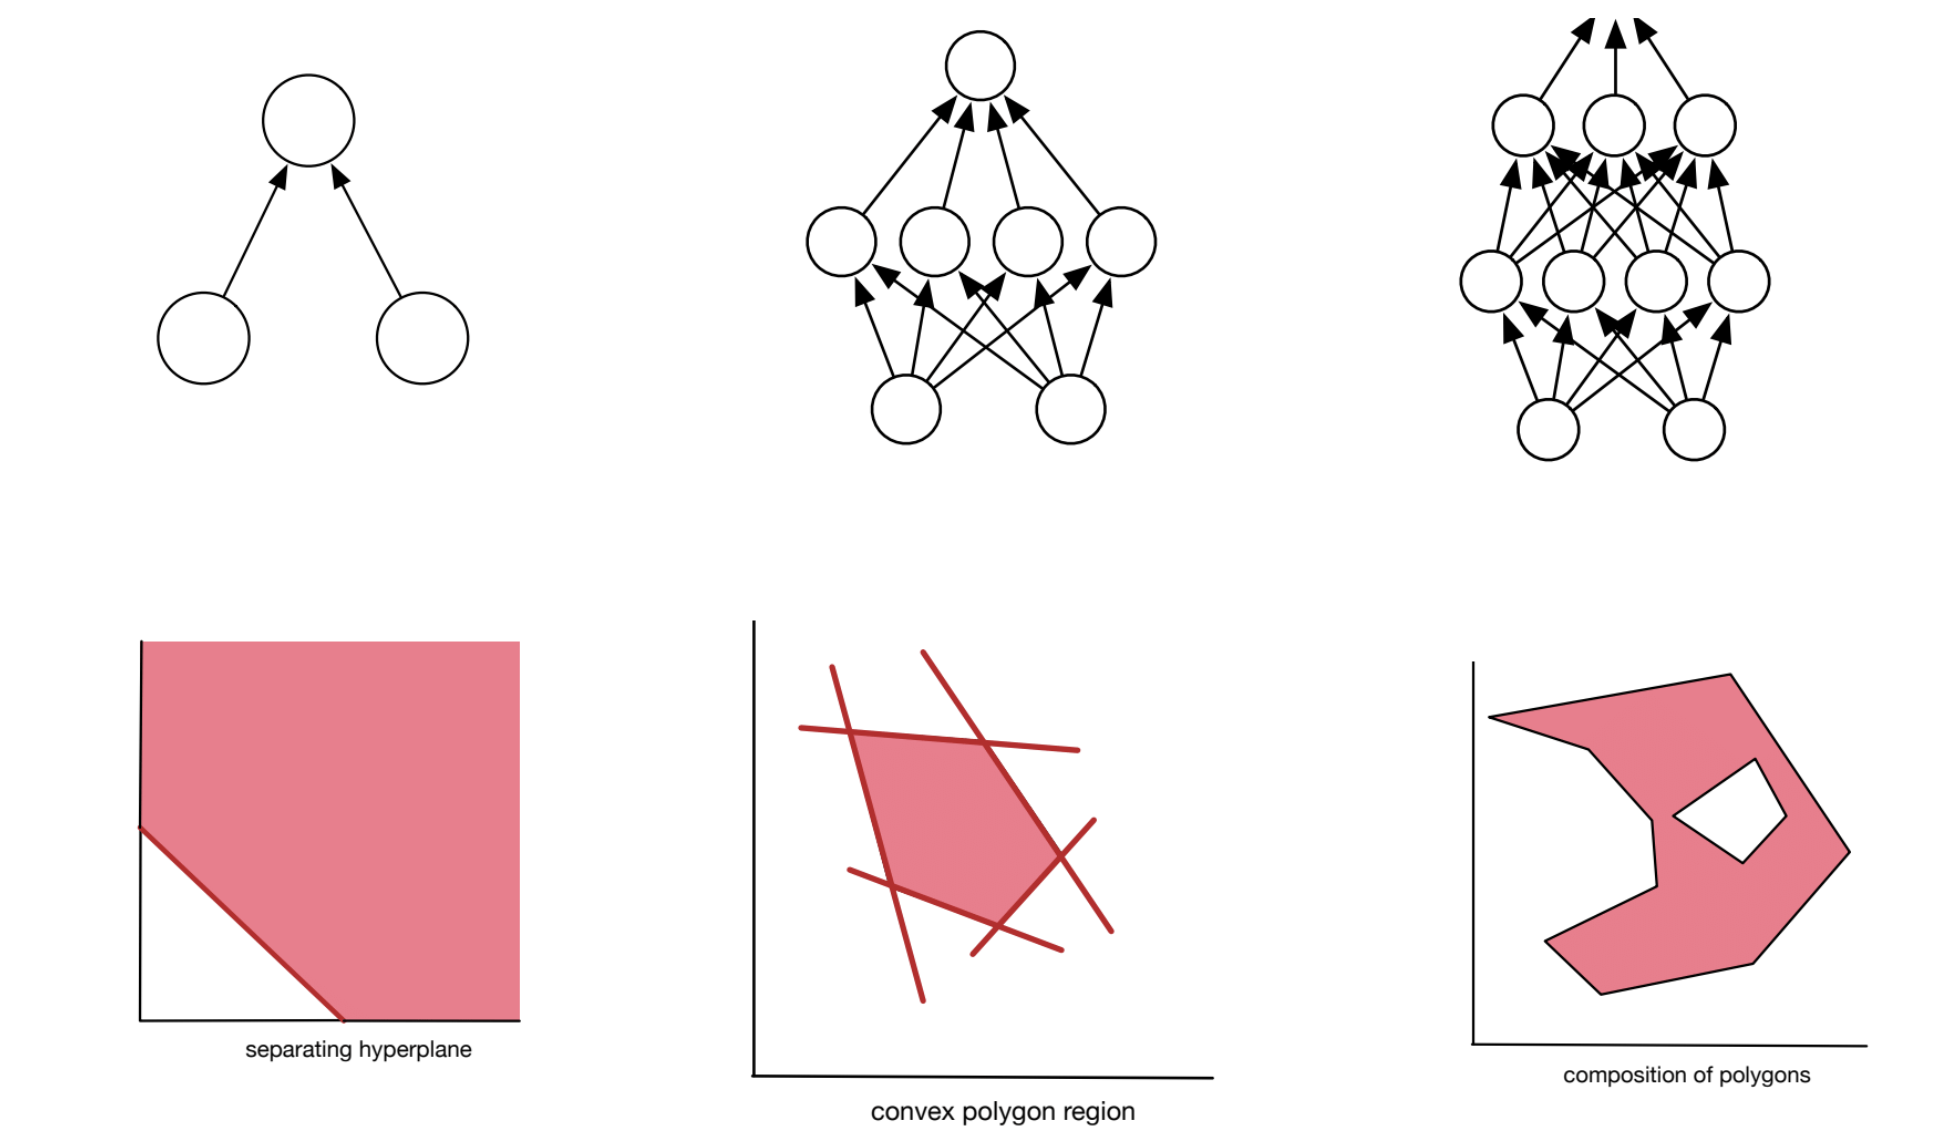 separating hyperplane
convex polygon region
composition of polygons